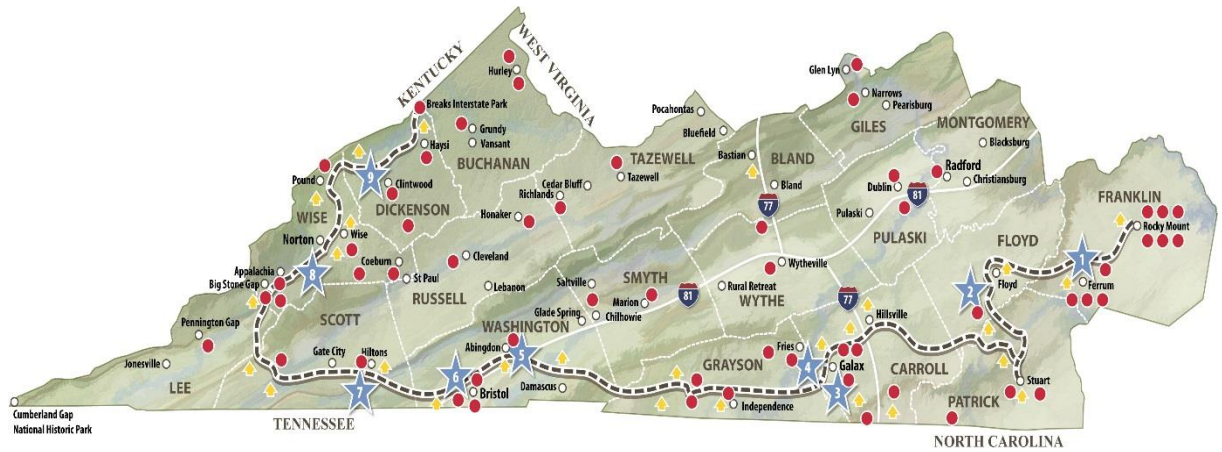 KENTUCKY
WEST VIRGINIA
Hurley
Breaks Interstate Park
Grundy
Vansant
Haysi
BUCHANAN
Pocahontas
Bluefield
Glen Lyn
Narrows
Pearisburg
GILES
MONTGOMERY
Blacksburg
Radford
Christiansburg
Pound
9
Clintwood
DICKENSON
WISE
Norton
Wise
Coeburn
St Paul
Honaker
Richlands
Cedar Bluff
TAZEWELL
Tazewell
Bastian
BLAND
Bland
77
Dublin
81
Pulaski
PULASKI
FRANKLIN
Rocky Mount
1
Ferrum
FLOYD
Floyd
2
Appalachia
Big Stone Gap
8
Cleveland
RUSSELL
Lebanon
Saltville
SMYTH
Marion
Chilhowie
Glade Spring
81
Wytheville
Rural Retreat
WYTHE
77
Hillsville
Pennington Gap
Jonesville
LEE
SCOTT
Gate City
Hiltons
7
WASHINGTON
Abingdon
5
6
Bristol
Damascus
GRAYSON
Independence
Fries
4
Galax
3
CARROLL
Stuart
PATRICK
Cumberland Gap
National Historic Park
TENNESSEE
NORTH CAROLINA